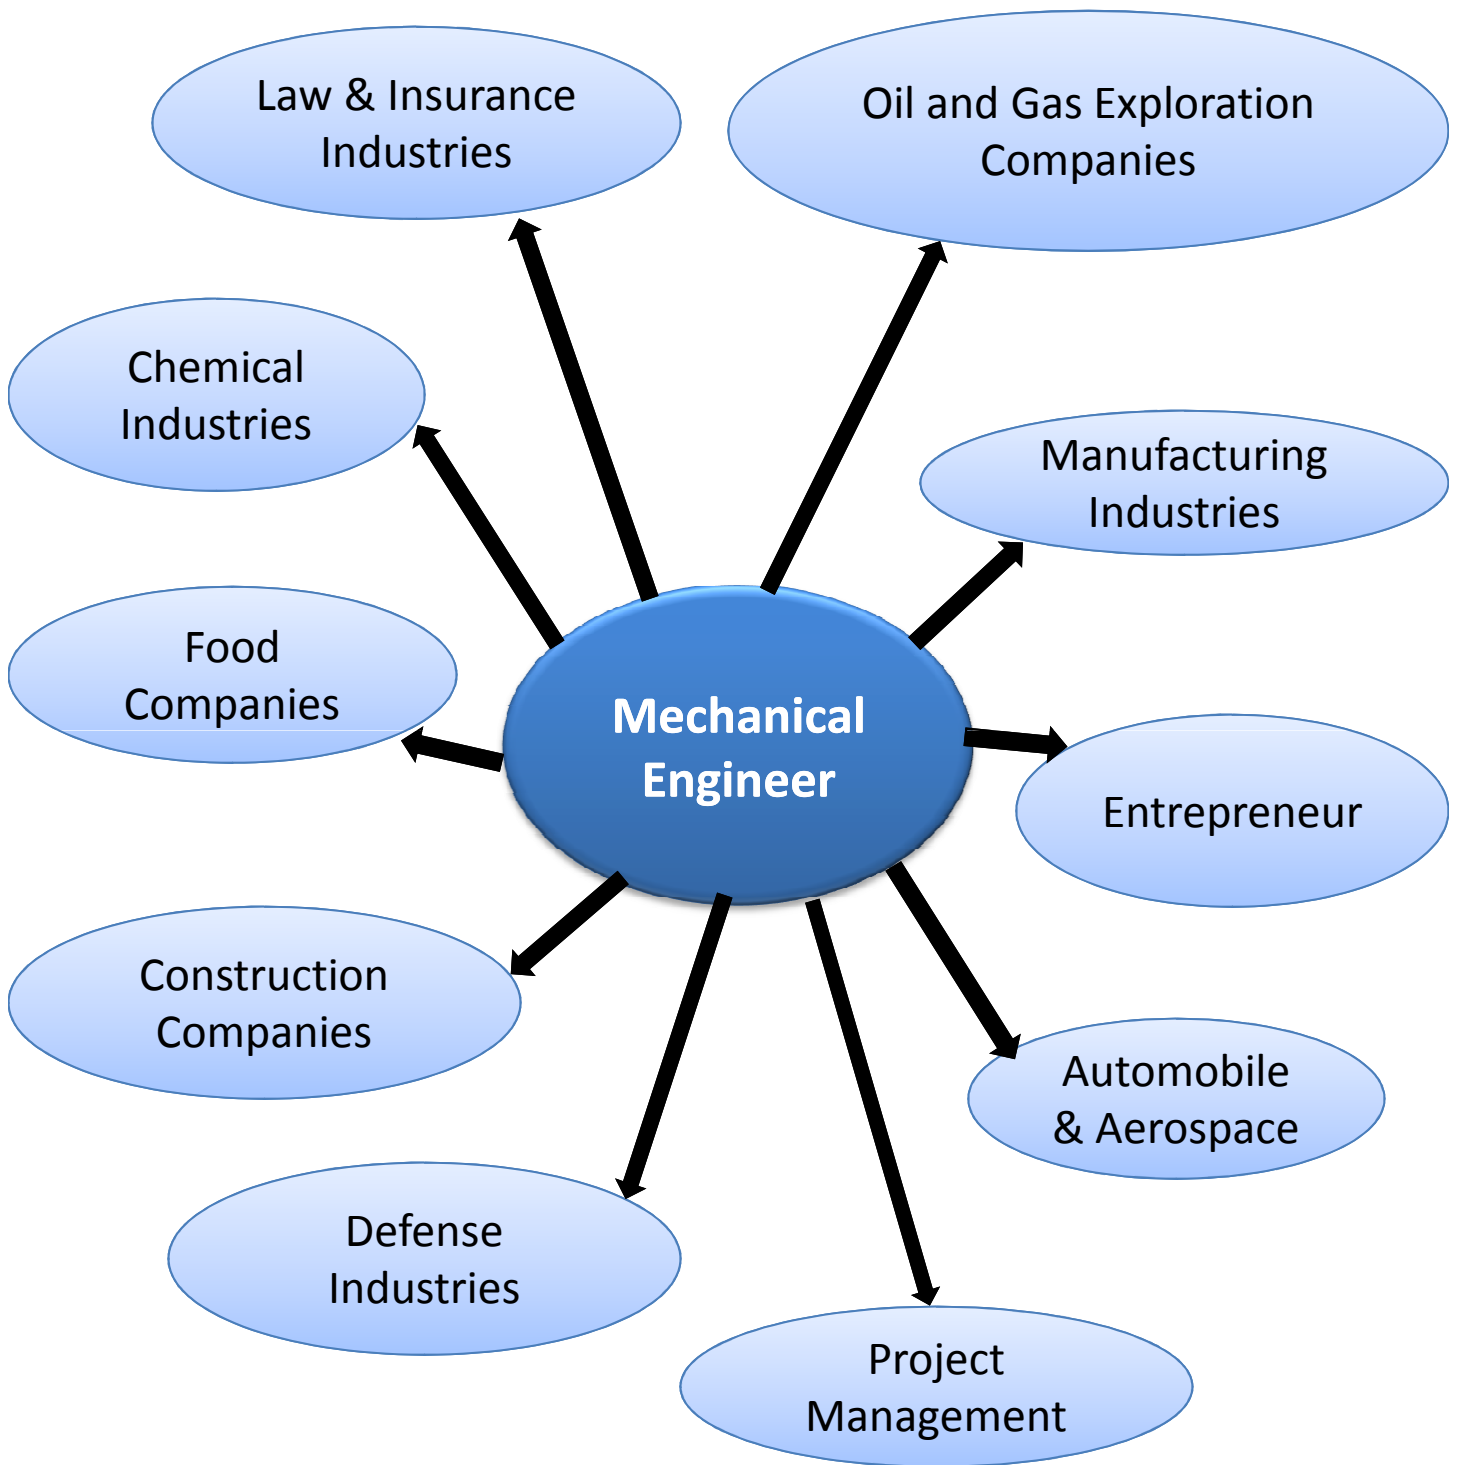 Law & Insurance
Industries
Oil and Gas Exploration
Companies
Chemical
Industries
Manufacturing
Industries
Food
Companies
Mechanical
Engineer
Entrepreneur
Construction
Companies
Automobile
& Aerospace
Defense
Industries
Project
Management